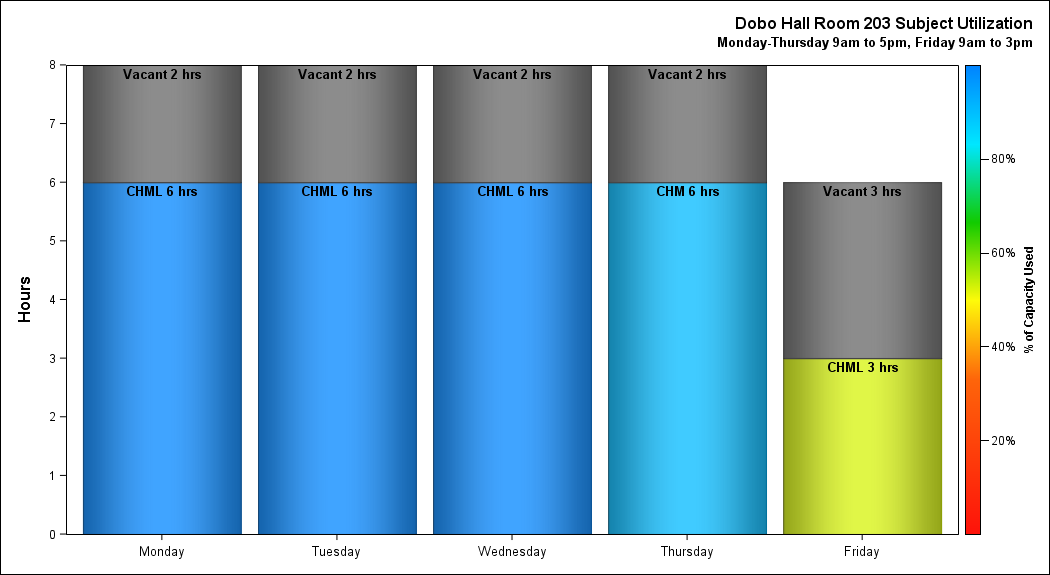 Dobo Hall Room 203 Subject Utilization
Monday-Thursday 9am to 5pm, Friday 9am to 3pm
8
7
6
5
4
3
2
1
0
Hours
Vacant 2 hrs
Vacant 2 hrs
Vacant 2 hrs
Vacant 2 hrs
CHML 6 hrs
CHML 6 hrs
CHML 6 hrs
CHM 6 hrs
Vacant 3 hrs
CHML 3 hrs
Monday
Tuesday
Wednesday
Thursday
Friday
80%
60%
40%
20%
% of Capacity Used